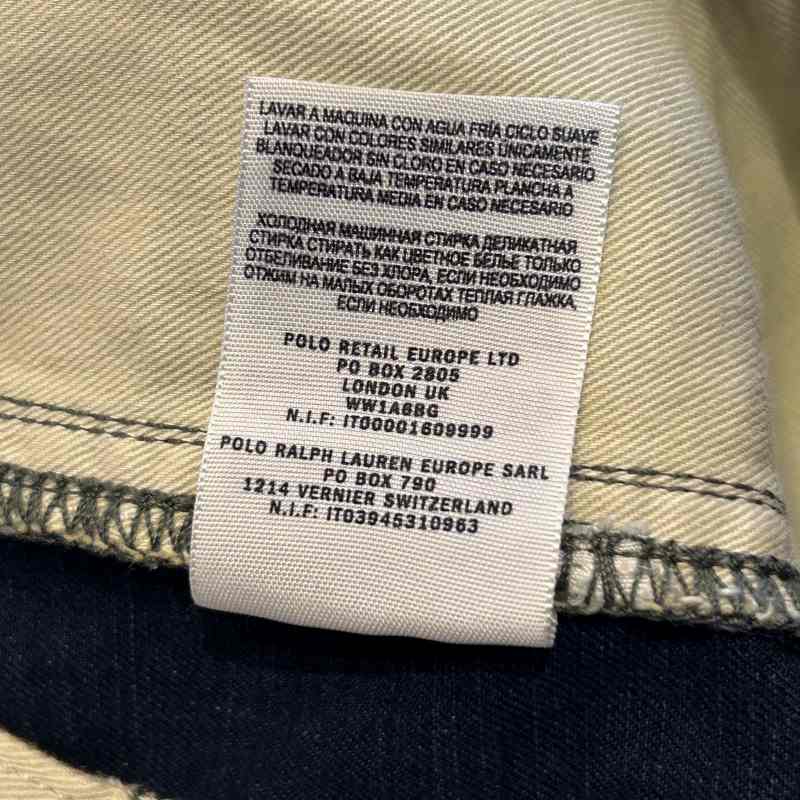 LAVAR A MAQUINA CON AGUA FRÍA CICLO SUAVE
LAVAR CON COLORES SIMILARES ÚNICAMENTE
BLANQUEADOR SIN CLORO EN CASO NECESARIO
SECADO A BAJA TEMPERATURA PLANCHA A
TEMPERATURA MEDIA EN CASO NECESARIO
ХОЛОДНАЯ МАШИННАЯ СТИРКА ДЕЛИКАТНАЯ
СТИРКА СТИРАТЬ КАК ЦВЕТНОЕ БЕЛЬЕ ТОЛЬКО
ОТБЕЛИВАНИЕ БЕЗ ХЛОРА, ЕСЛИ НЕОБХОДИМО
ОТЖИМ НА МАЛЫХ ОБОРОТАХ ТЕПЛАЯ ГЛАЖКА,
ЕСЛИ НЕОБХОДИМО
POLO RETAIL EUROPE LTD
PO BOX 2805
LONDON UK
WW1A6BG
N.I.F: IT00001609999
POLO RALPH LAUREN EUROPE SARL
PO BOX 790
1214 VERNIER SWITZERLAND
N.I.F: IT03945310963